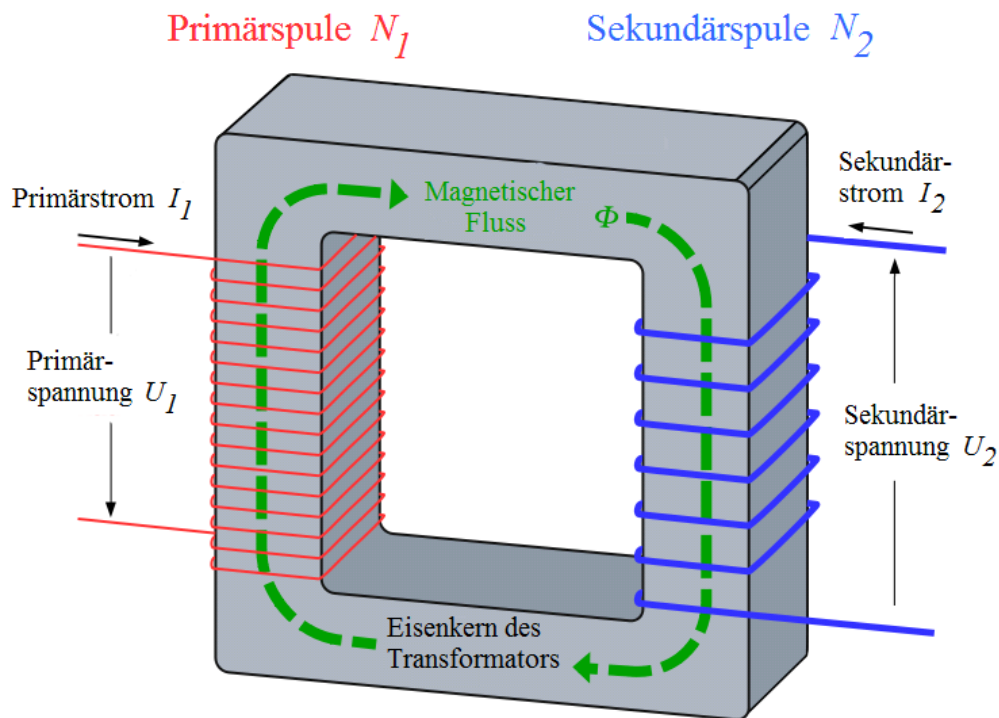 Primärspule N1
Sekundärspule N2
Primärstrom I1
Magnetischer
Fluss
Φ
Sekundär-
strom I2
Primär-
spannung U1
Sekundär-
spannung U2
Eisenkern des
Transformators